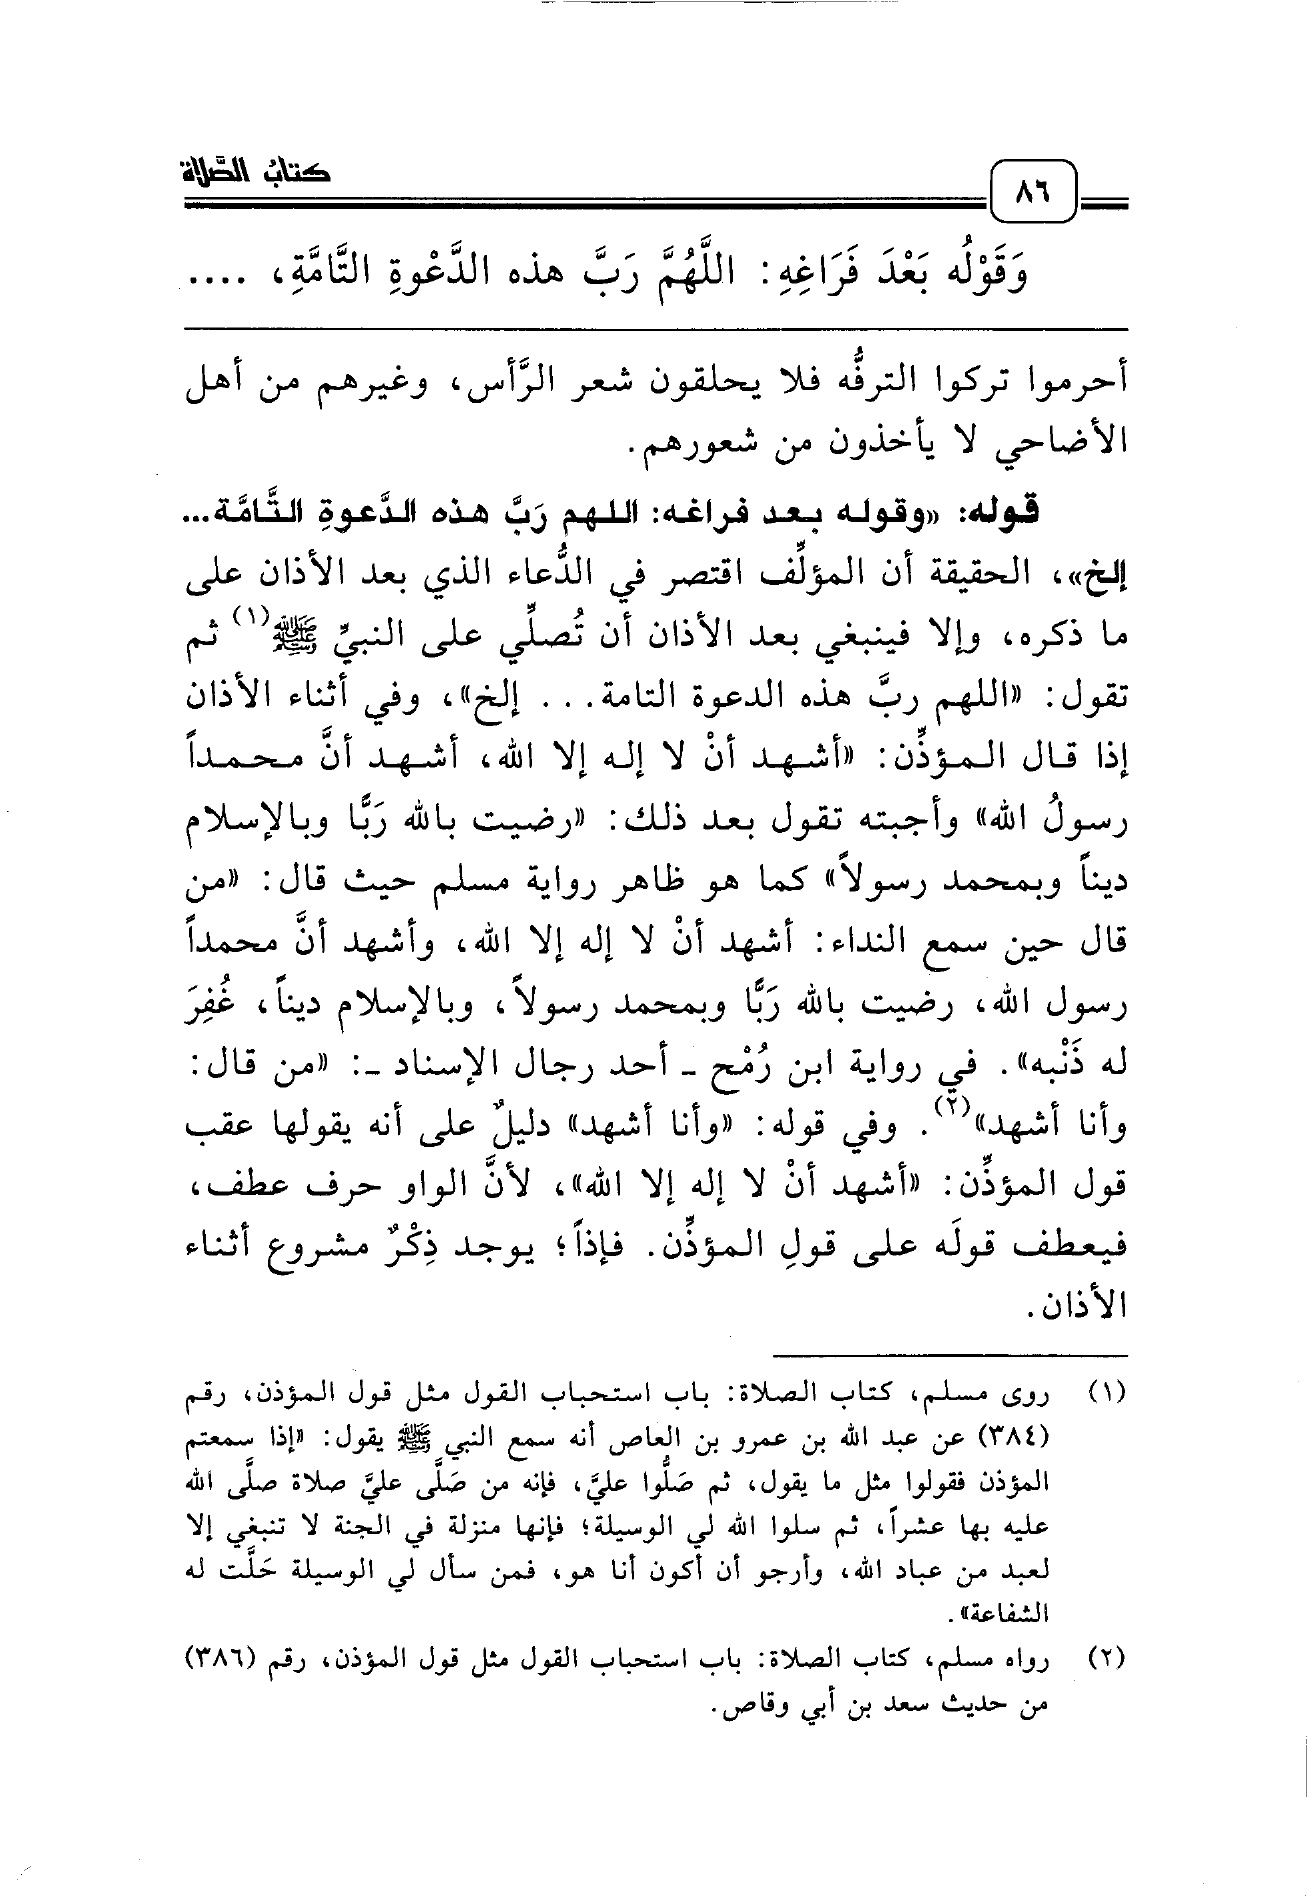 كتابُ الصَّلاة
٨٦
وَقَوْلُه بَعْدَ فَرَاغِهِ: اللَّهُمَّ رَبَّ هذه الدَّعْوةِ التَّامَّةِ، ....
أحرموا تركوا الترفُّه فلا يحلقون شعر الرَّأس، وغيرهم من أهل
الأضاحي لا يأخذون من شعورهم.
قوله: «وقوله بعد فراغه: اللهم رَبَّ هذه الدَّعوةِ التَّامَّة...
إلخ»، الحقيقة أن المؤلِّف اقتصر في الدُّعاء الذي بعد الأذان على
ما ذكره، وإلا فينبغي بعد الأذان أن تُصلِّي على النبيِّ ﷺ(١) ثم
تقول: «اللهم ربَّ هذه الدعوة التامة... إلخ»، وفي أثناء الأذان
إذا قال المؤذِّن: «أشهد أنْ لا إله إلا الله، أشهد أنَّ محمداً
رسولُ الله» وأجبته تقول بعد ذلك: «رضيت بالله رَبًّا وبالإسلام
ديناً وبمحمد رسولاً» كما هو ظاهر رواية مسلم حيث قال: «من
قال حين سمع النداء: أشهد أنْ لا إله إلا الله، وأشهد أنَّ محمداً
رسول الله، رضيت بالله رَبًّا وبمحمد رسولاً، وبالإسلام ديناً، غُفِرَ
له ذَنْبه». في رواية ابن رُمْح ـ أحد رجال الإسناد ـ: «من قال:
وأنا أشهد»(٢). وفي قوله: «وأنا أشهد» دليلٌ على أنه يقولها عقب
قول المؤذِّن: «أشهد أنْ لا إله إلا الله»، لأنَّ الواو حرف عطف،
فيعطف قولَه على قولِ المؤذِّن. فإذاً؛ يوجد ذِكْرٌ مشروع أثناء
الأذان.
(١) روى مسلم، كتاب الصلاة: باب استحباب القول مثل قول المؤذن، رقم
(٣٨٤) عن عبد الله بن عمرو بن العاص أنه سمع النبي ﷺ يقول: «إذا سمعتم
المؤذن فقولوا مثل ما يقول، ثم صَلُّوا عليَّ، فإنه من صَلَّى عليَّ صلاة صلَّى الله
عليه بها عشراً، ثم سلوا الله لي الوسيلة؛ فإنها منزلة في الجنة لا تنبغي إلا
لعبد من عباد الله، وأرجو أن أكون أنا هو، فمن سأل لي الوسيلة حَلَّت له
الشفاعة».
(٢) رواه مسلم، كتاب الصلاة: باب استحباب القول مثل قول المؤذن، رقم (٣٨٦)
من حديث سعد بن أبي وقاص.